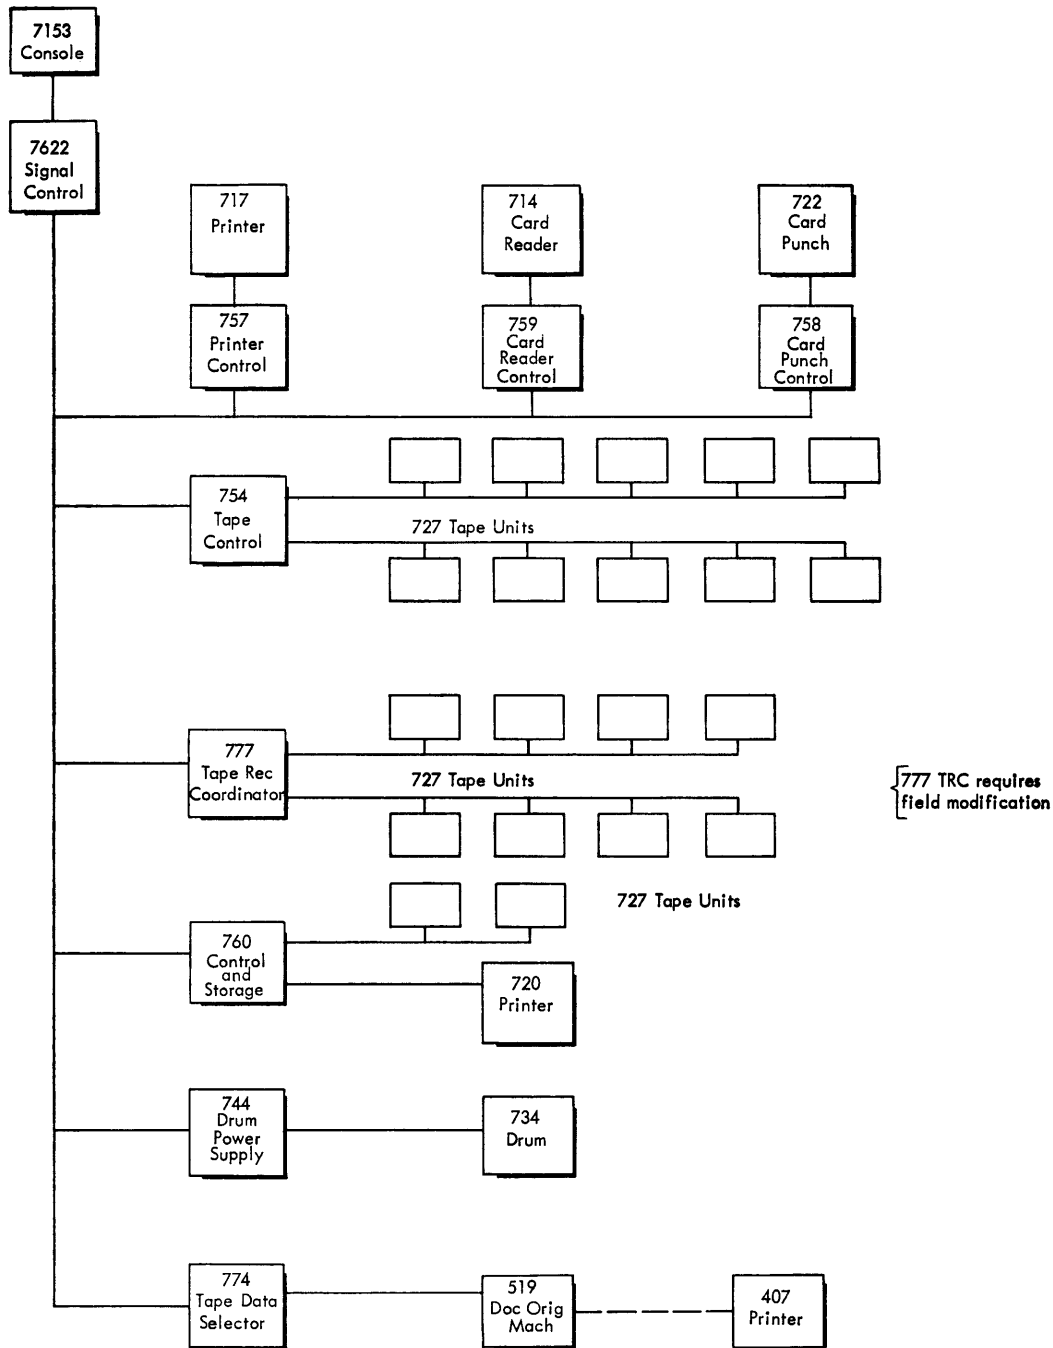 7153
Console
7622
Signal
Control
717
Printer
714
Card
Reader
722
Card
Punch
757
Printer
Control
759
Card
Reader
Control
758
Card
Punch
Control
754
Tape
Control
727 Tape Units
777
Tape Rec
Coordinator
727 Tape Units
777 TRC requires
field modification
727 Tape Units
760
Control
and
Storage
720
Printer
744
Drum
Power
Supply
734
Drum
774
Tape Data
Selector
519
Doc Orig
Mach
407
Printer